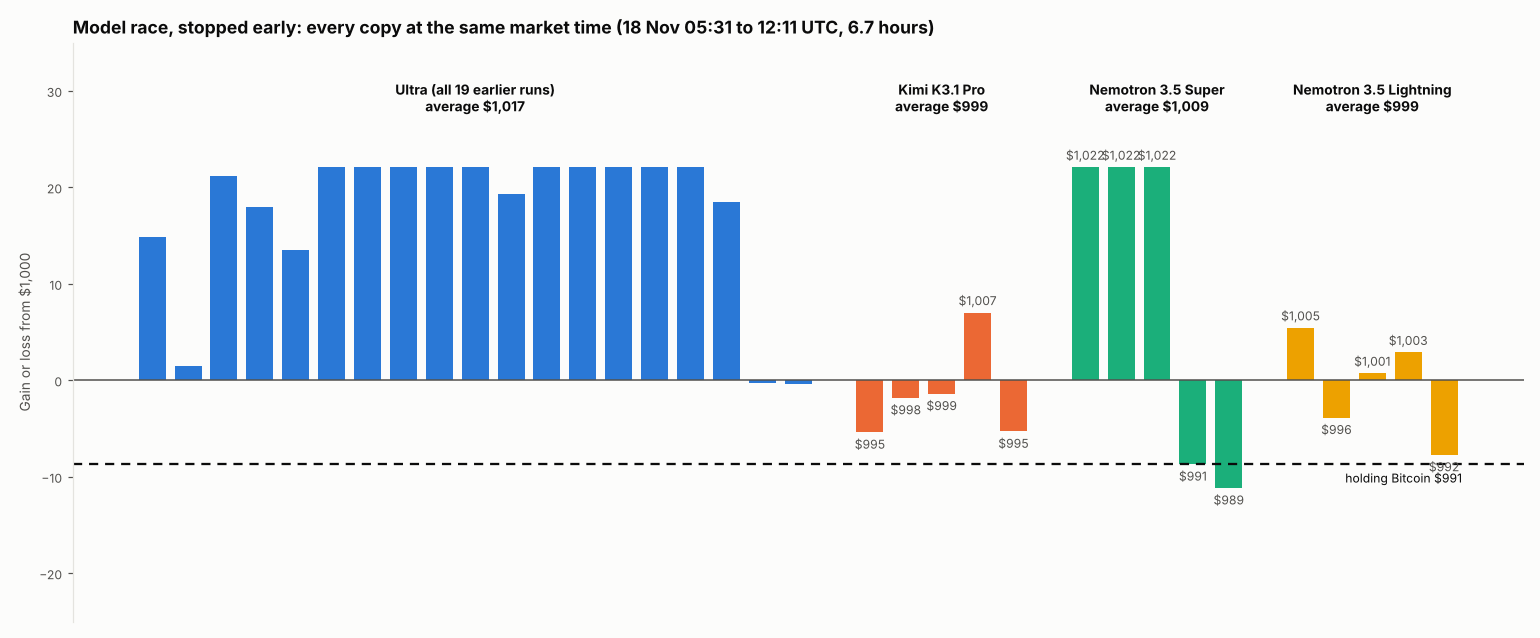 Model race, stopped early: every copy at the same market time (18 Nov 05:31 to 12:11 UTC, 6.7 hours)
Ultra (all 19 earlier runs)
average $1,017
Kimi K3.1 Pro
average $999
Nemotron 3.5 Super
average $1,009
Nemotron 3.5 Lightning
average $999
Gain or loss from $1,000
30
20
10
0
−10
−20
$995
$998
$999
$1,007
$995
$1,022
$1,022
$1,022
$991
$989
$1,005
$996
$1,001
$1,003
$992
holding Bitcoin $991